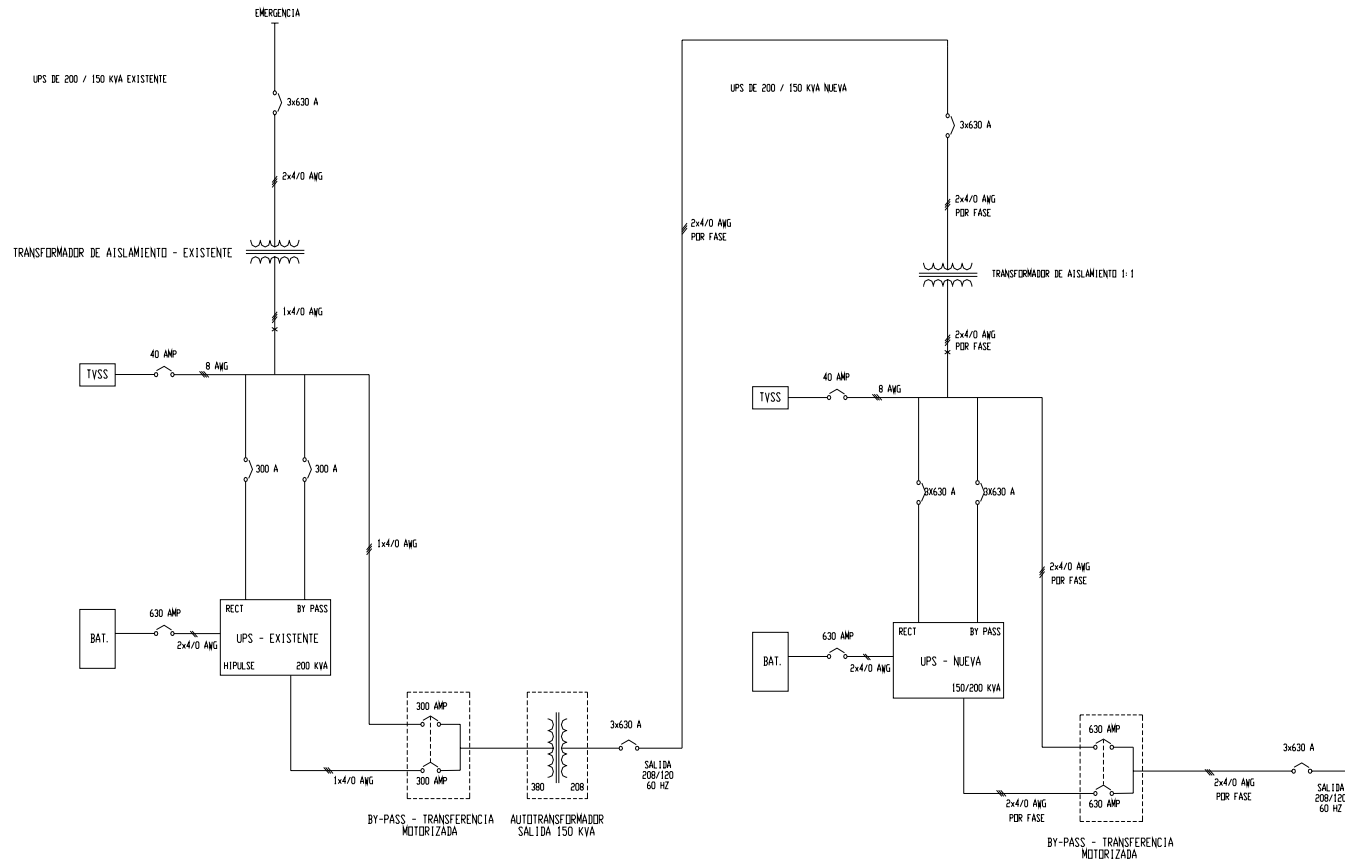 EMERGENCIA
UPS DE 200 / 150 KVA EXISTENTE
3x630 A
2x4/0 AWG
TRANSFORMADOR DE AISLAMIENTO - EXISTENTE
1x4/0 AWG
40 AMP
TVSS
8 AWG
300 A
300 A
1x4/0 AWG
RECT
BY PASS
630 AMP
BAT.
UPS - EXISTENTE
2x4/0 AWG
HIPULSE
200 KVA
300 AMP
1x4/0 AWG
300 AMP
BY-PASS - TRANSFERENCIA
MOTORIZADA
380
208
AUTOTRANSFORMADOR
SALIDA 150 KVA
3x630 A
SALIDA
208/120
60 HZ
2x4/0 AWG
POR FASE
UPS DE 200 / 150 KVA NUEVA
3x630 A
2x4/0 AWG
POR FASE
TRANSFORMADOR DE AISLAMIENTO 1:1
2x4/0 AWG
POR FASE
40 AMP
TVSS
8 AWG
3X630 A
3X630 A
2x4/0 AWG
POR FASE
RECT
BY PASS
630 AMP
BAT.
UPS - NUEVA
2x4/0 AWG
150/200 KVA
630 AMP
2x4/0 AWG
POR FASE
630 AMP
BY-PASS - TRANSFERENCIA
MOTORIZADA
2x4/0 AWG
POR FASE
3x630 A
SALIDA
208/120
60 HZ